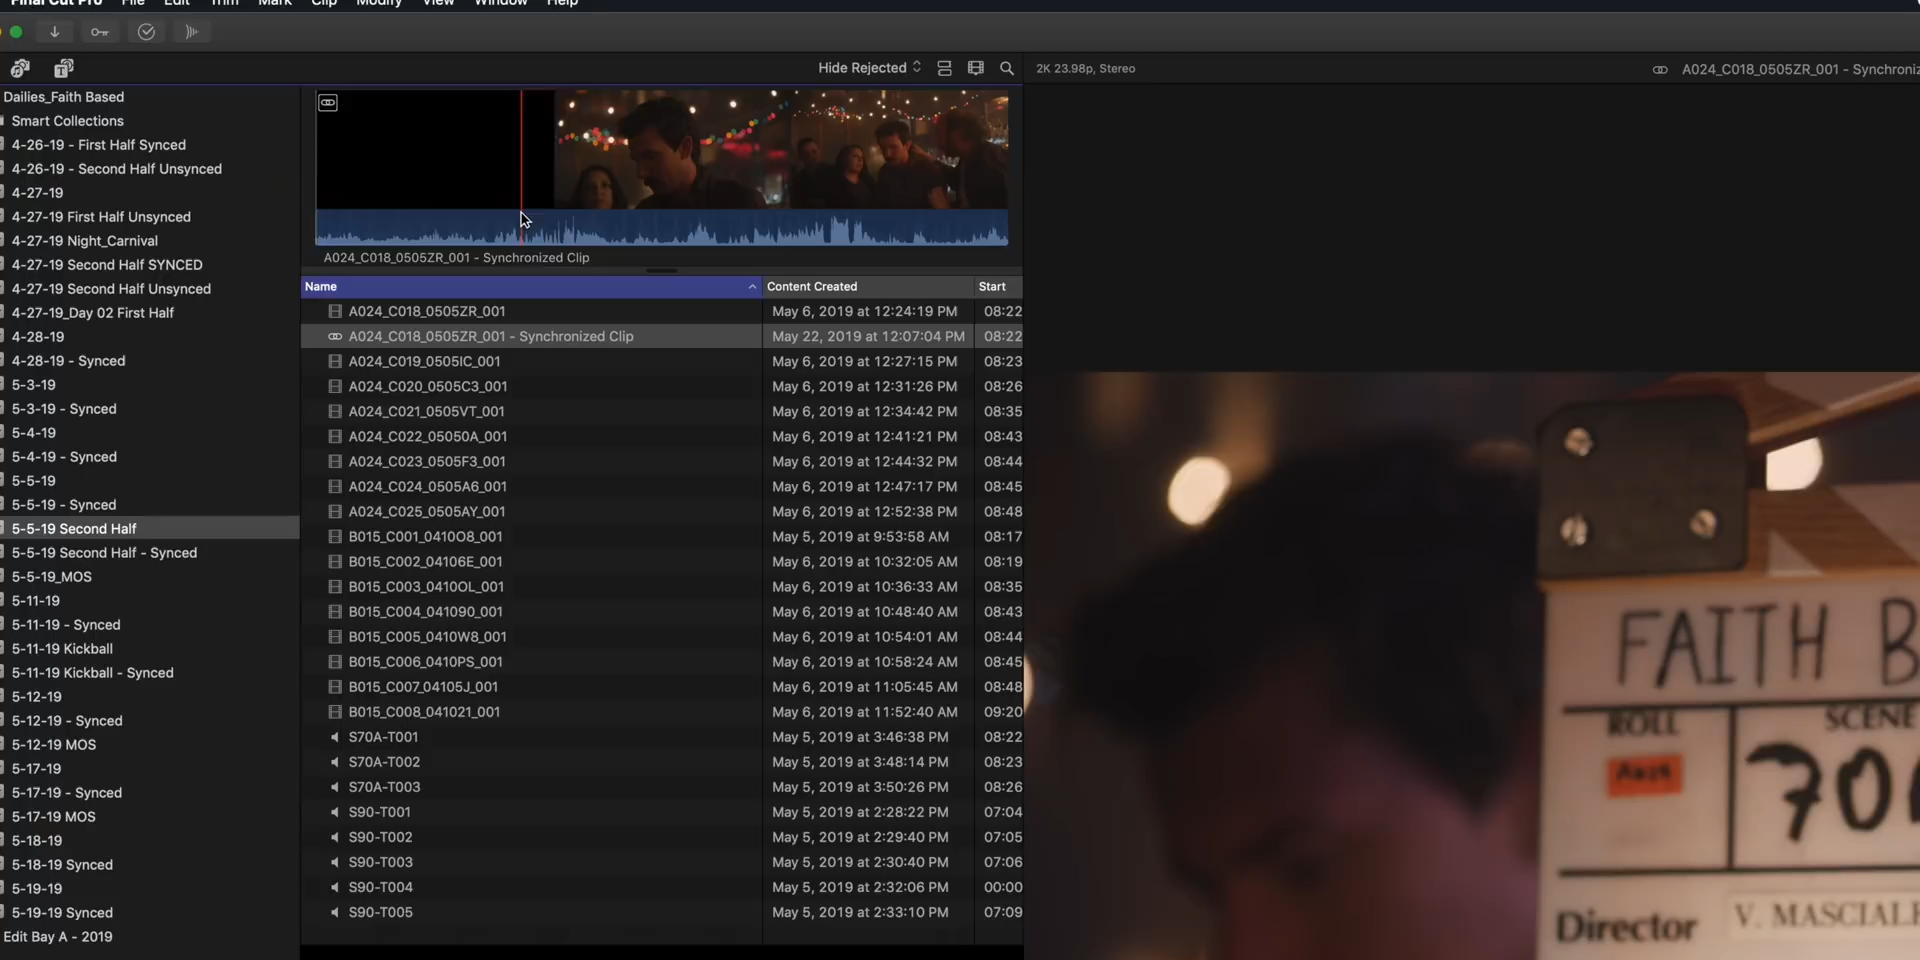 Final Cut Pro File Edit Trim Mark Clip Modify View Window Help
Hide Rejected
2K 23.98p, Stereo
A024_C018_0505ZR_001 - Synchroniz
Dailies_Faith Based
Smart Collections
4-26-19 - First Half Synced
4-26-19 - Second Half Unsynced
4-27-19
4-27-19 First Half Unsynced
4-27-19 Night_Carnival
4-27-19 Second Half SYNCED
4-27-19 Second Half Unsynced
4-27-19_Day 02 First Half
4-28-19
4-28-19 - Synced
5-3-19
5-3-19 - Synced
5-4-19
5-4-19 - Synced
5-5-19
5-5-19 - Synced
5-5-19 Second Half
5-5-19 Second Half - Synced
5-5-19_MOS
5-11-19
5-11-19 - Synced
5-11-19 Kickball
5-11-19 Kickball - Synced
5-12-19
5-12-19 - Synced
5-12-19 MOS
5-17-19
5-17-19 - Synced
5-17-19 MOS
5-18-19
5-18-19 Synced
5-19-19
5-19-19 Synced
Edit Bay A - 2019
A024_C018_0505ZR_001 - Synchronized Clip
Name Content Created Start
A024_C018_0505ZR_001 May 6, 2019 at 12:24:19 PM 08:22
A024_C018_0505ZR_001 - Synchronized Clip May 22, 2019 at 12:07:04 PM 08:22
A024_C019_0505IC_001 May 6, 2019 at 12:27:15 PM 08:23
A024_C020_0505C3_001 May 6, 2019 at 12:31:26 PM 08:26
A024_C021_0505VT_001 May 6, 2019 at 12:34:42 PM 08:35
A024_C022_05050A_001 May 6, 2019 at 12:41:21 PM 08:43
A024_C023_0505F3_001 May 6, 2019 at 12:44:32 PM 08:44
A024_C024_0505A6_001 May 6, 2019 at 12:47:17 PM 08:45
A024_C025_0505AY_001 May 6, 2019 at 12:52:38 PM 08:48
B015_C001_0410O8_001 May 5, 2019 at 9:53:58 AM 08:17
B015_C002_04106E_001 May 6, 2019 at 10:32:05 AM 08:19
B015_C003_0410OL_001 May 6, 2019 at 10:36:33 AM 08:35
B015_C004_041090_001 May 6, 2019 at 10:48:40 AM 08:43
B015_C005_0410W8_001 May 6, 2019 at 10:54:01 AM 08:44
B015_C006_0410PS_001 May 6, 2019 at 10:58:24 AM 08:45
B015_C007_04105J_001 May 6, 2019 at 11:05:45 AM 08:48
B015_C008_041021_001 May 6, 2019 at 11:52:40 AM 09:20
S70A-T001 May 5, 2019 at 3:46:38 PM 08:22
S70A-T002 May 5, 2019 at 3:48:14 PM 08:23
S70A-T003 May 5, 2019 at 3:50:26 PM 08:26
S90-T001 May 5, 2019 at 2:28:22 PM 07:04
S90-T002 May 5, 2019 at 2:29:40 PM 07:05
S90-T003 May 5, 2019 at 2:30:40 PM 07:06
S90-T004 May 5, 2019 at 2:32:06 PM 00:00
S90-T005 May 5, 2019 at 2:33:10 PM 07:09
FAITH B
ROLL SCENE
A024 70
Director V. MASCIALE